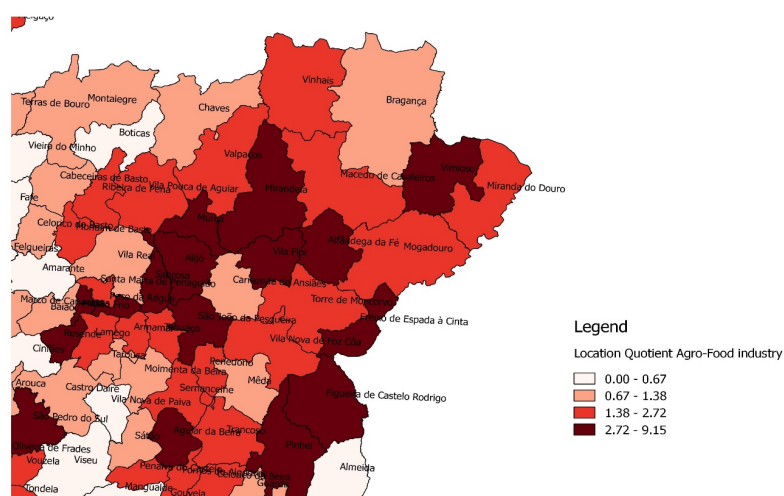 Vinhais
Bragança
Montalegre
Terras de Bouro
Chaves
Boticas
Vieira do Minho
Valpaços
Vimioso
Cabeceiras de Basto
Macedo de Cavaleiros
Ribeira de Pena
Vila Pouca de Aguiar
Mirandela
Miranda do Douro
Fafe
Murça
Celorico de Basto
Mondim de Basto
Alfândega da Fé
Mogadouro
Felgueiras
Vila Real
Alijó
Vila Flor
Amarante
Sabrosa
Santa Marta de Penaguião
Carrazeda de Ansiães
Peso da Régua
Torre de Moncorvo
Baião
São João da Pesqueira
Freixo de Espada à Cinta
Resende
Lamego
Armamar
Vila Nova de Foz Côa
Cinfães
Tarouca
Penedono
Moimenta da Beira
Mêda
Arouca
Castro Daire
Sernancelhe
Vila Nova de Paiva
Figueira de Castelo Rodrigo
São Pedro do Sul
Sátão
Aguiar da Beira
Trancoso
Oliveira de Frades
Pinhel
Vouzela
Viseu
Penalva do Castelo
Almeida
Tondela
Mangualde
Gouveia
Legend
Location Quotient Agro-Food industry
0.00 - 0.67
0.67 - 1.38
1.38 - 2.72
2.72 - 9.15